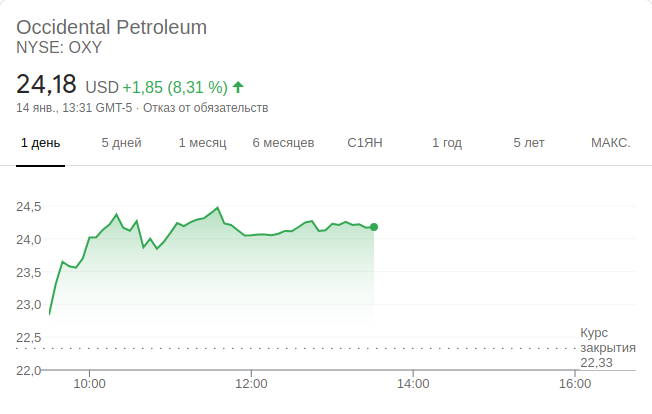 Occidental Petroleum
NYSE: OXY
24,18 USD +1,85 (8,31 %)
14 янв., 13:31 GMT-5 · Отказ от обязательств
1 день 5 дней 1 месяц 6 месяцев С1ЯН 1 год 5 лет МАКС.
24,5
24,0
23,5
23,0
22,5
22,0
Курс
закрытия
22,33
10:00 12:00 14:00 16:00